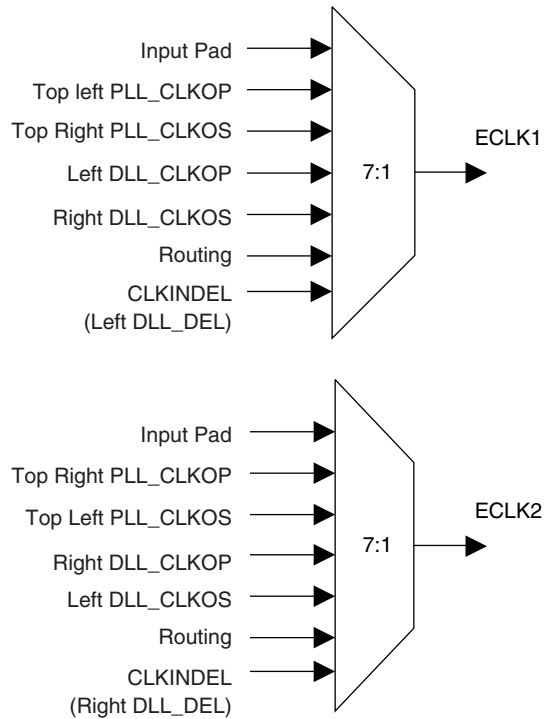 Input Pad
Top left PLL_CLKOP
Top Right PLL_CLKOS
Left DLL_CLKOP
Right DLL_CLKOS
Routing
CLKINDEL
(Left DLL_DEL)
7:1
ECLK1
Input Pad
Top Right PLL_CLKOP
Top Left PLL_CLKOS
Right DLL_CLKOP
Left DLL_CLKOS
Routing
CLKINDEL
(Right DLL_DEL)
7:1
ECLK2